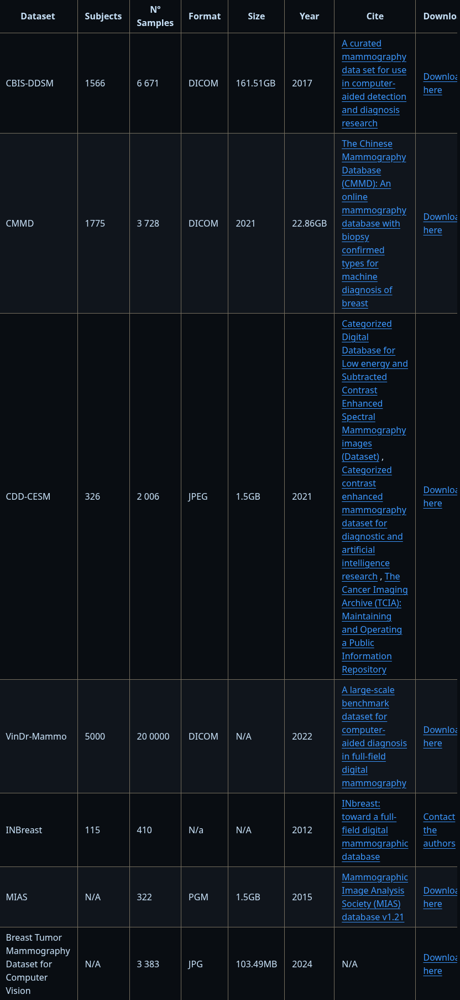 Dataset Subjects Nº Samples Format Size Year Cite Downlo
CBIS-DDSM 1566 6 671 DICOM 161.51GB 2017
A curated
mammography
data set for use
in computer-
aided detection
and diagnosis
research
Downloa
here
CMMD 1775 3 728 DICOM 2021 22.86GB
The Chinese
Mammography
Database
(CMMD): An
online
mammography
database with
biopsy
confirmed
types for
machine
diagnosis of
breast
Downloa
here
CDD-CESM 326 2 006 JPEG 1.5GB 2021
Categorized
Digital
Database for
Low energy and
Subtracted
Contrast
Enhanced
Spectral
Mammography
images
(Dataset) ,
Categorized
contrast
enhanced
mammography
dataset for
diagnostic and
artificial
intelligence
research , The
Cancer Imaging
Archive (TCIA):
Maintaining
and Operating
a Public
Information
Repository
Downloa
here
VinDr-Mammo 5000 20 0000 DICOM N/A 2022
A large-scale
benchmark
dataset for
computer-
aided diagnosis
in full-field
digital
mammography
Downloa
here
INBreast 115 410 N/a N/A 2012
INbreast:
toward a full-
field digital
mammographic
database
Contact
the
authors
MIAS N/A 322 PGM 1.5GB 2015
Mammographic
Image Analysis
Society (MIAS)
database v1.21
Downloa
here
Breast Tumor
Mammography
Dataset for
Computer
Vision
N/A 3 383 JPG 103.49MB 2024 N/A
Downloa
here